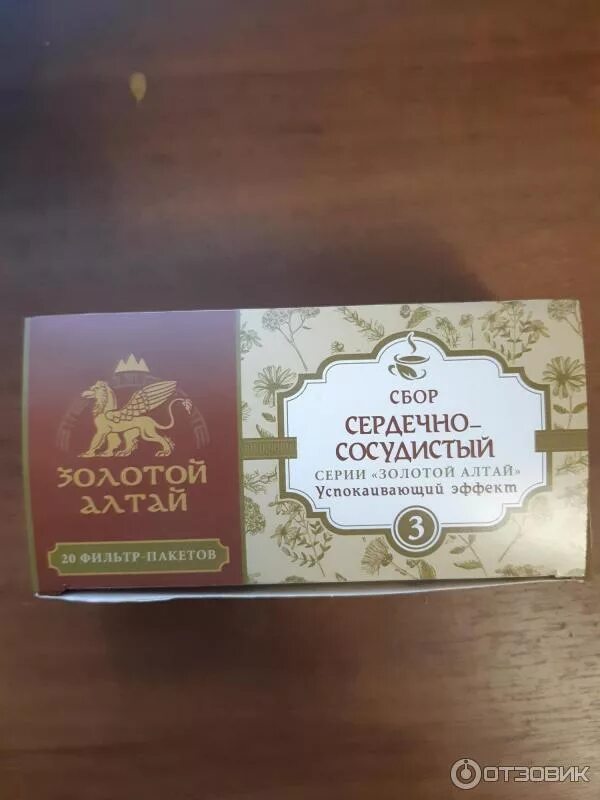 ЗОЛОТОЙ
АЛТАЙ
20 ФИЛЬТР-ПАКЕТОВ
СБОР
СЕРДЕЧНО-
СОСУДИСТЫЙ
СЕРИИ «ЗОЛОТОЙ АЛТАЙ»
Успокаивающий эффект
3
ОТЗОВИК